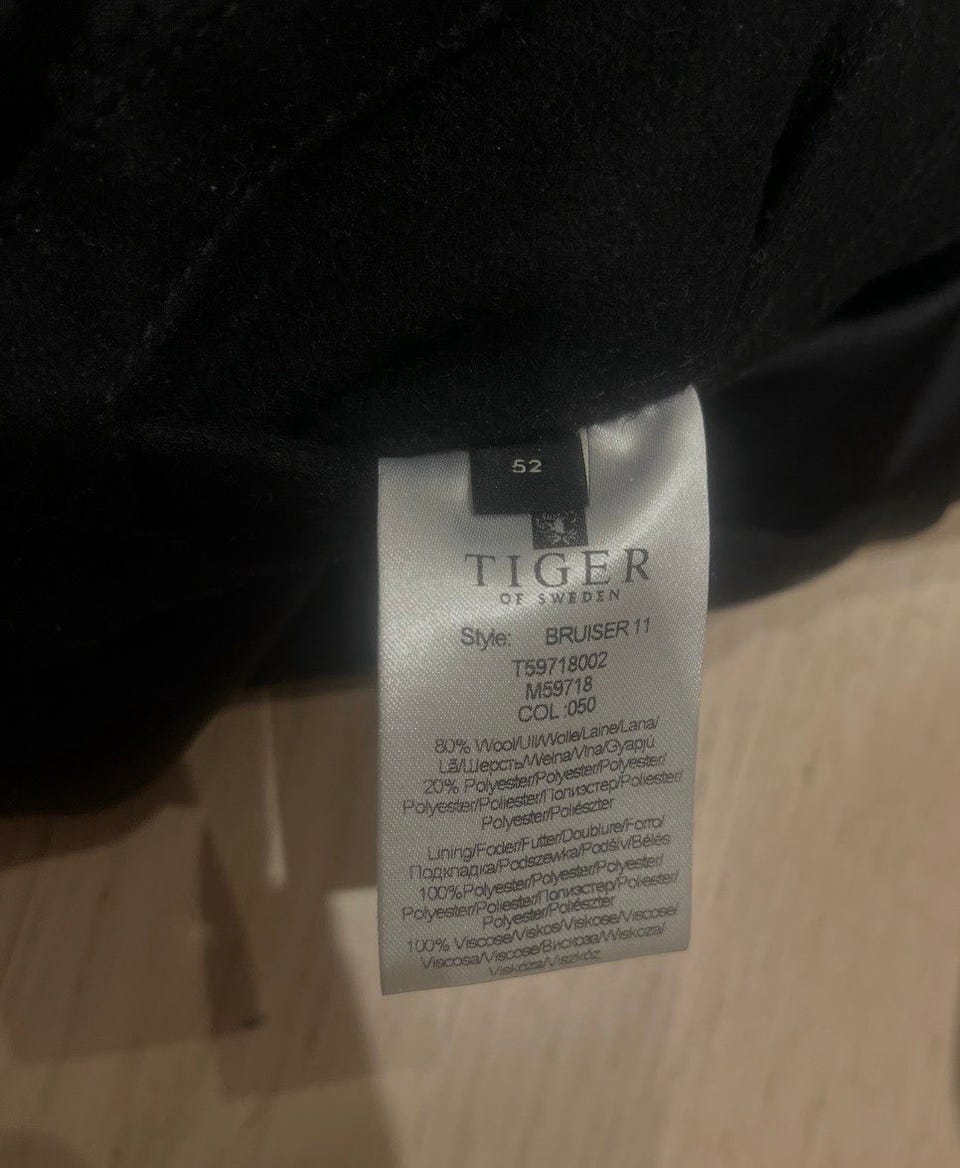 52
TIGER
OF SWEDEN
Style: BRUISER 11
T59718002
M59718
COL :050
80% Wool/Ull/Wolle/Laine/Lana/
Lã/Шерсть/Wełna/Vlna/Gyapjú
20% Polyester/Polyester/Polyester/
Polyester/Poliester/Полиэстер/Poliester/
Polyester/Poliészter
Lining/Foder/Futter/Doublure/Forro/
Подкладка/Podszewka/Podšív/Bélés
100%Polyester/Polyester/Polyester/
Polyester/Poliester/Полиэстер/Poliester/
Polyester/Poliészter
100% Viscose/Viskos/Viskose/Viscose/
Viscosa/Viscose/Вискоза/Wiskoza/
Viskóza/Viszkóz